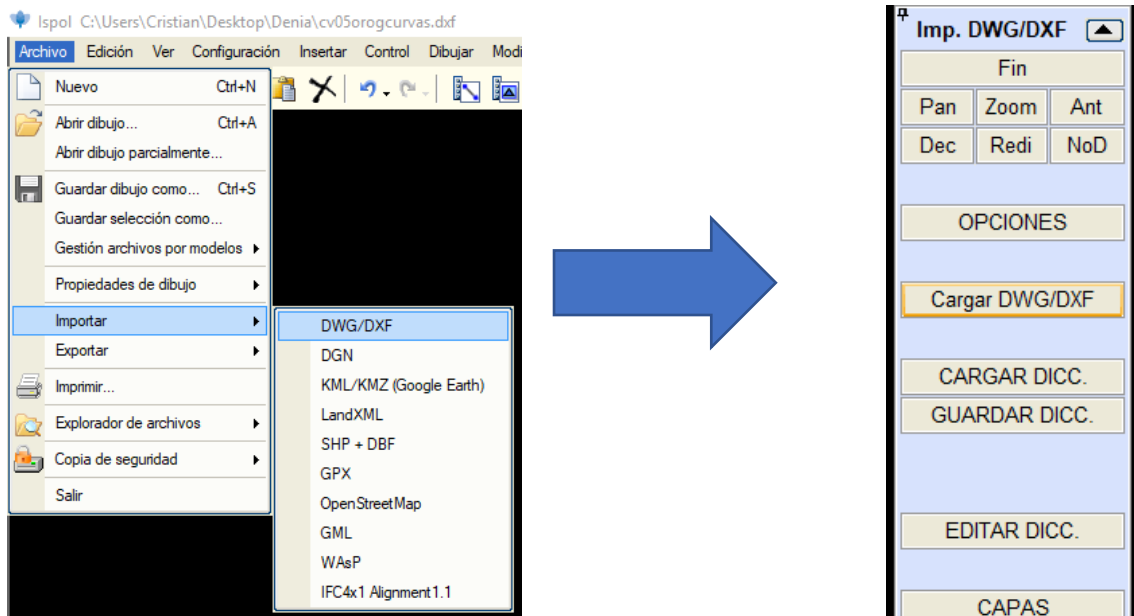 Ispol C:\Users\Cristian\Desktop\Denia\cv05orogcurvas.dxf
Archivo Edición Ver Configuración Insertar Control Dibujar Modi
Nuevo Ctrl+N
Abrir dibujo... Ctrl+A
Abrir dibujo parcialmente...
Guardar dibujo como... Ctrl+S
Guardar selección como...
Gestión archivos por modelos
Propiedades de dibujo
Importar
Exportar
Imprimir...
Explorador de archivos
Copia de seguridad
Salir
DWG/DXF
DGN
KML/KMZ (Google Earth)
LandXML
SHP + DBF
GPX
OpenStreetMap
GML
WAsP
IFC4x1 Alignment1.1
Imp. DWG/DXF
Fin
Pan Zoom Ant
Dec Redi NoD
OPCIONES
Cargar DWG/DXF
CARGAR DICC.
GUARDAR DICC.
EDITAR DICC.
CAPAS